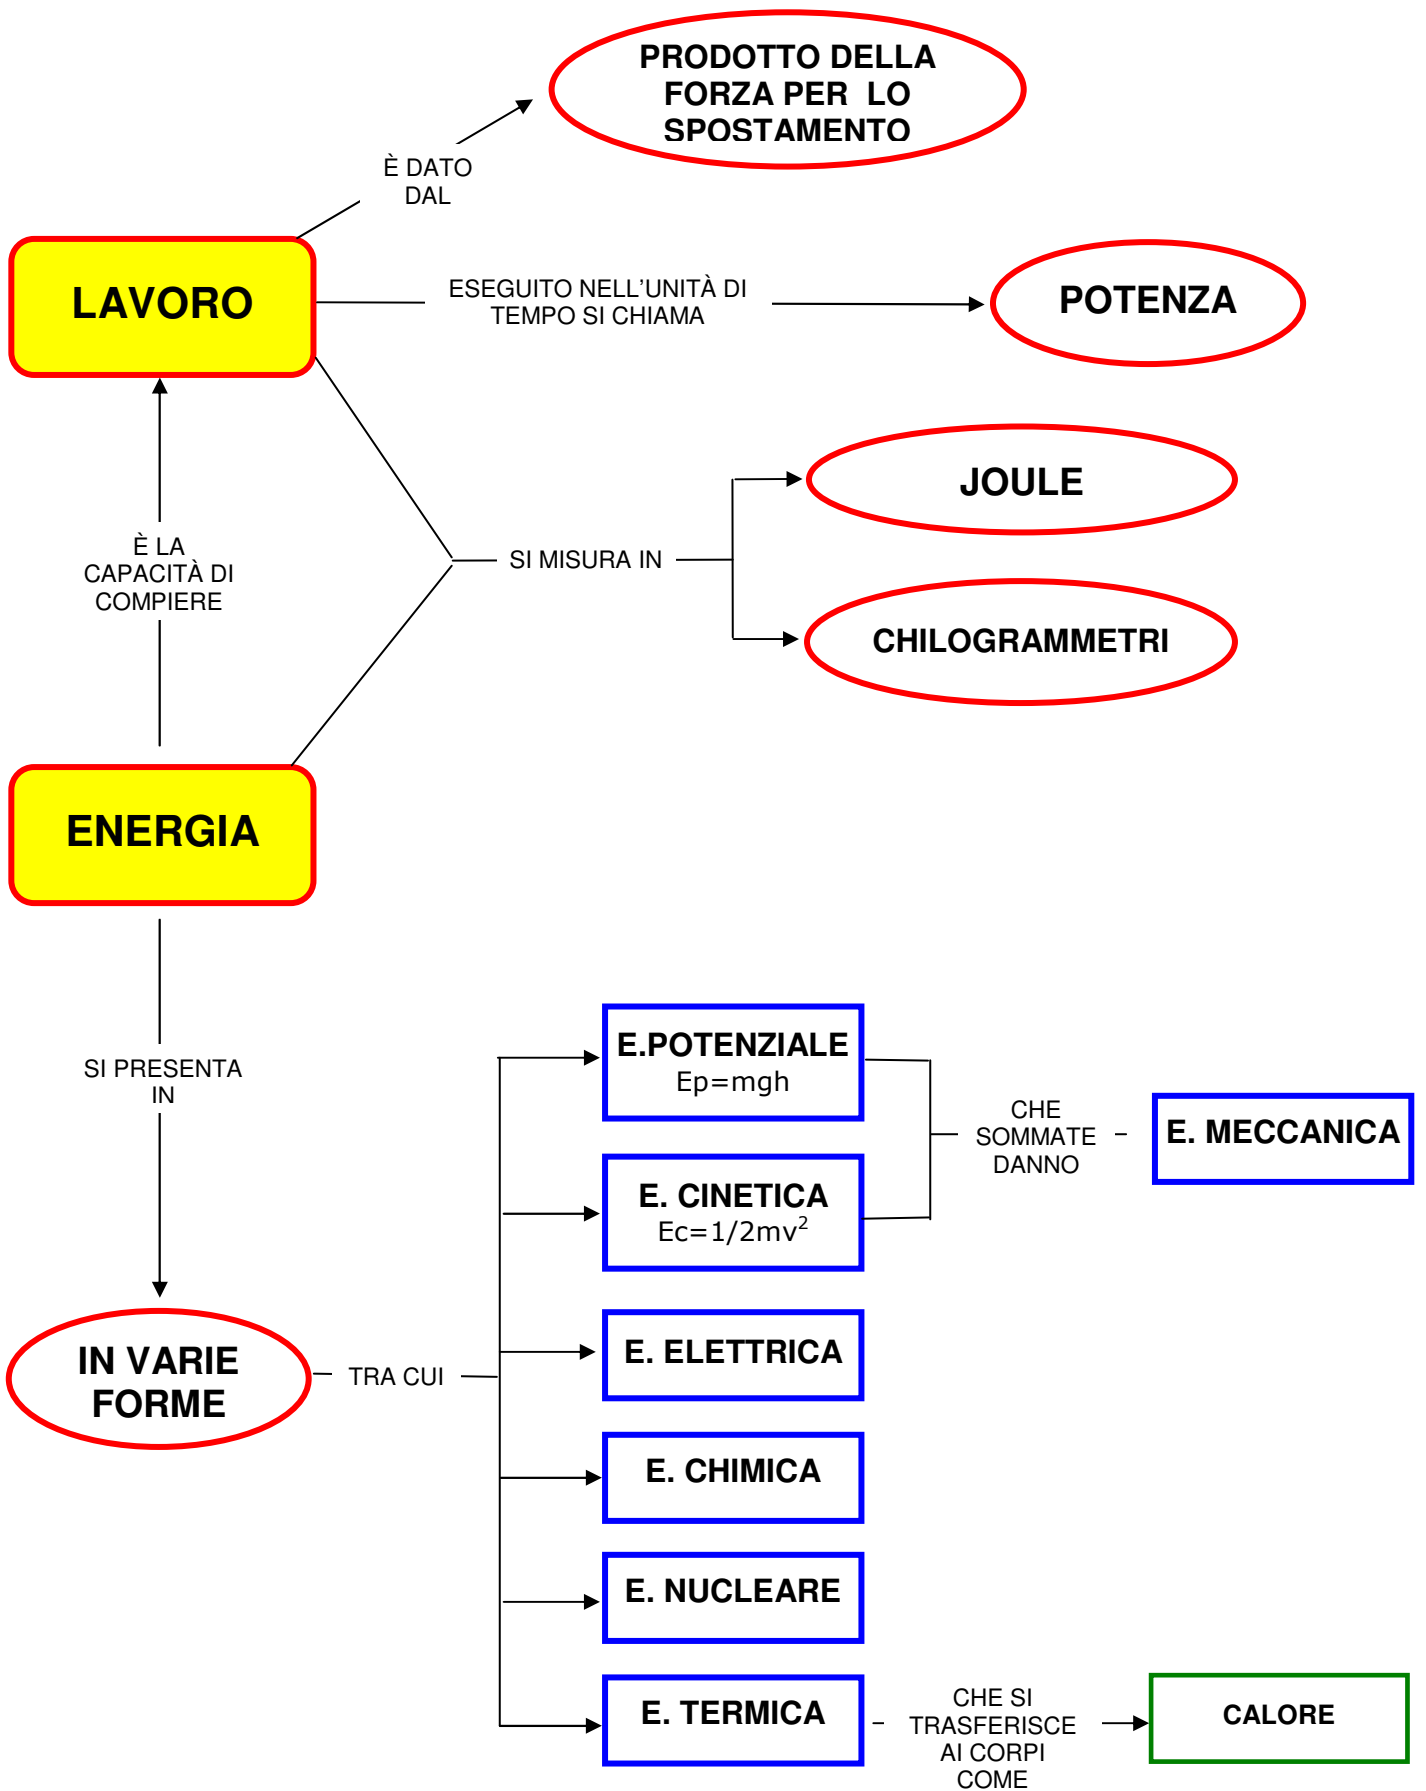 PRODOTTO DELLA
FORZA PER LO
SPOSTAMENTO
È DATO
DAL
LAVORO
ESEGUITO NELL'UNITÀ DI
TEMPO SI CHIAMA
POTENZA
JOULE
È LA
CAPACITÀ DI
COMPIERE
SI MISURA IN
CHILOGRAMMETRI
ENERGIA
SI PRESENTA
IN
E.POTENZIALE
Ep=mgh
CHE
SOMMATE
DANNO
E. MECCANICA
E. CINETICA
Ec=1/2mv²
IN VARIE
FORME
TRA CUI
E. ELETTRICA
E. CHIMICA
E. NUCLEARE
E. TERMICA
CHE SI
TRASFERISCE
AI CORPI
COME
CALORE